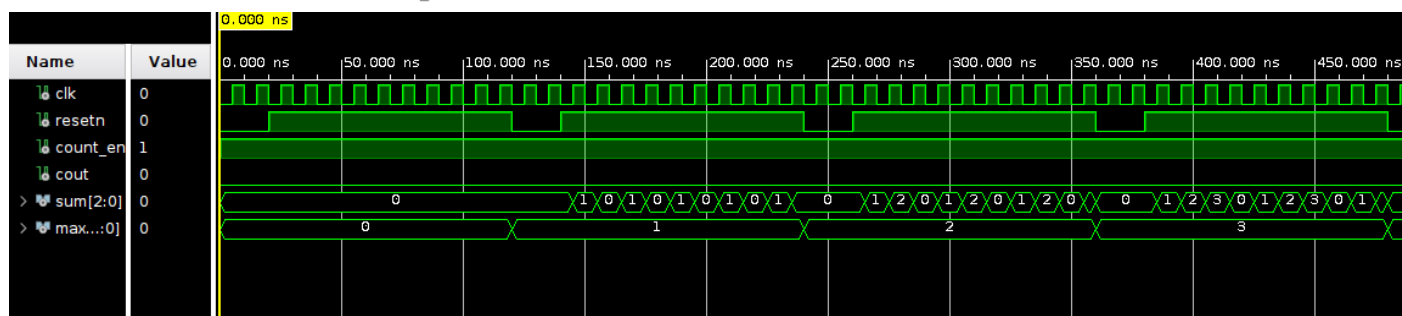 0.000 ns
Name Value 0.000 ns 50.000 ns 100.000 ns 150.000 ns 200.000 ns 250.000 ns 300.000 ns 350.000 ns 400.000 ns 450.000 ns
clk 0
resetn 0
count_en 1
cout 0
> sum[2:0] 0 0 1 0 1 0 1 0 1 0 1 0 1 2 0 1 2 0 1 2 0 0 1 2 3 0 1 2 3 0 1
> max...:0] 0 0 1 2 3